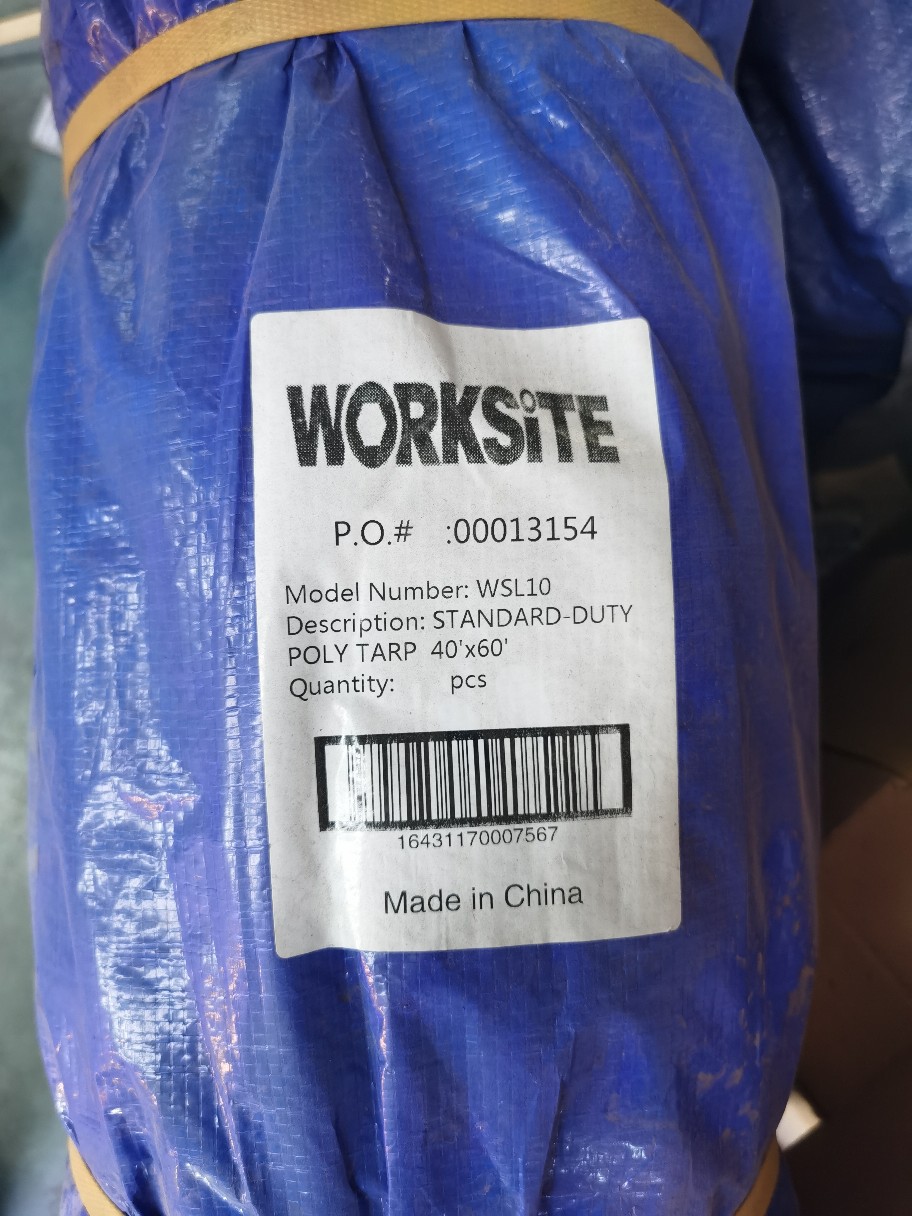 WORKSiTE
P.O.# :00013154
Model Number: WSL10
Description: STANDARD-DUTY
POLY TARP 40'x60'
Quantity: pcs
16431170007567
Made in China